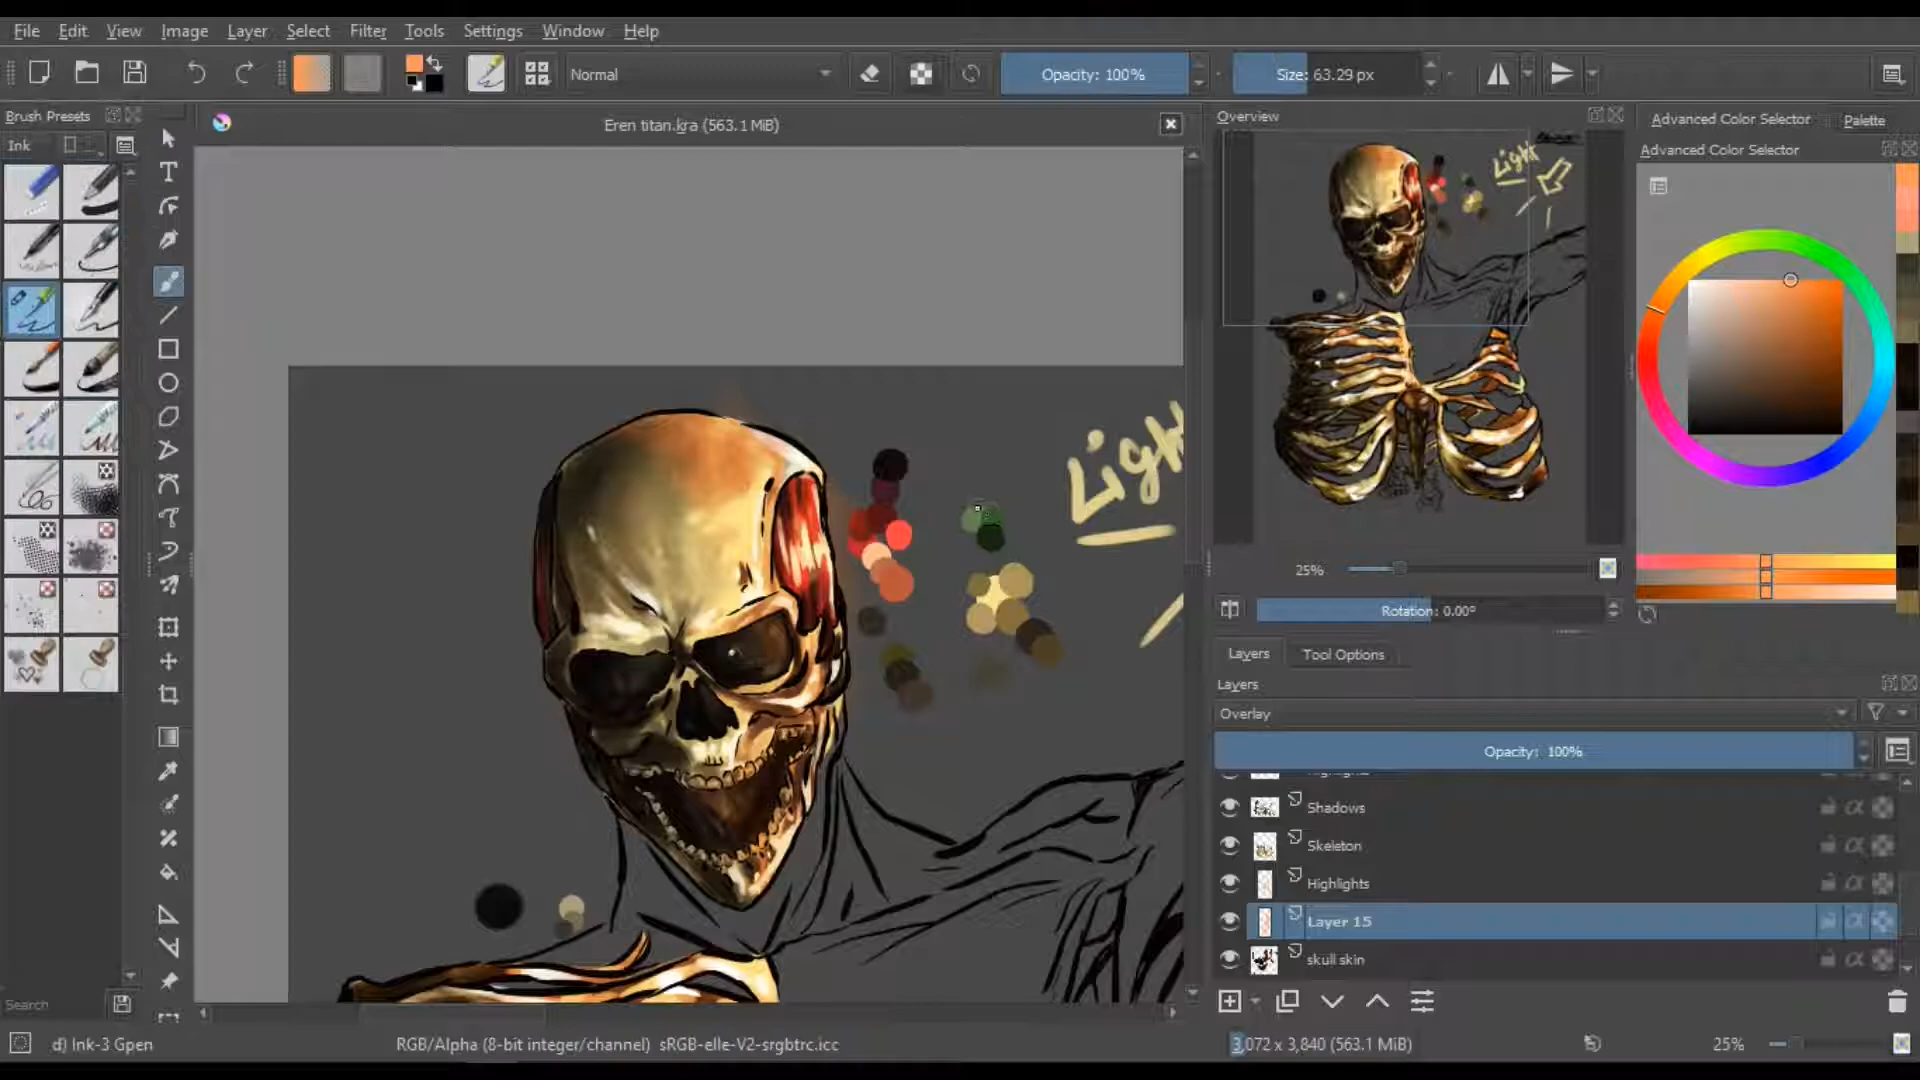 File Edit View Image Layer Select Filter Tools Settings Window Help
Normal
Opacity: 100%
Size: 63.29 px
Brush Presets
Ink
Eren titan.kra (563.1 MiB)
Overview
Advanced Color Selector
Palette
Advanced Color Selector
Light
Light
25%
Rotation: 0.00°
Layers
Tool Options
Layers
Overlay
Opacity: 100%
Shadows
Skeleton
Highlights
Layer 15
skull skin
Search
d) Ink-3 Gpen
RGB/Alpha (8-bit integer/channel) sRGB-elle-V2-srgbtrc.icc
3,072 x 3,840 (563.1 MiB)
25%